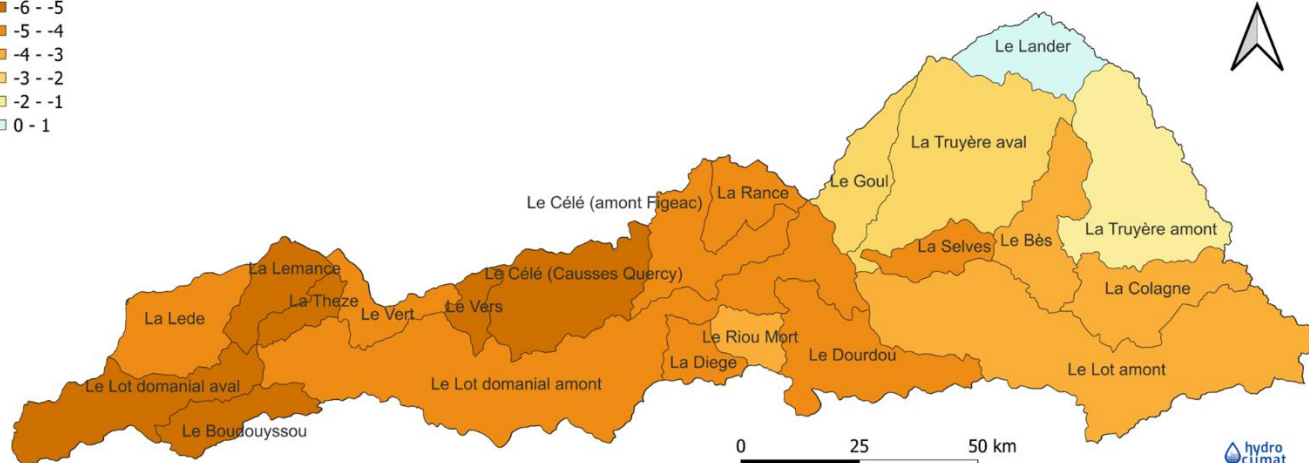 -6 - -5
-5 - -4
-4 - -3
-3 - -2
-2 - -1
0 - 1
Le Lander
La Truyère aval
Le Goul
La Rance
Le Célé (amont Figeac)
La Truyère amont
La Selves
Le Bès
La Lemance
Le Célé (Causses Quercy)
La Colagne
La Theze
Le Vers
Le Vert
La Lede
Le Riou Mort
La Diege
Le Dourdou
Le Lot amont
Le Lot domanial aval
Le Lot domanial amont
Le Boudouyssou
0 25 50 km
hydro
climat